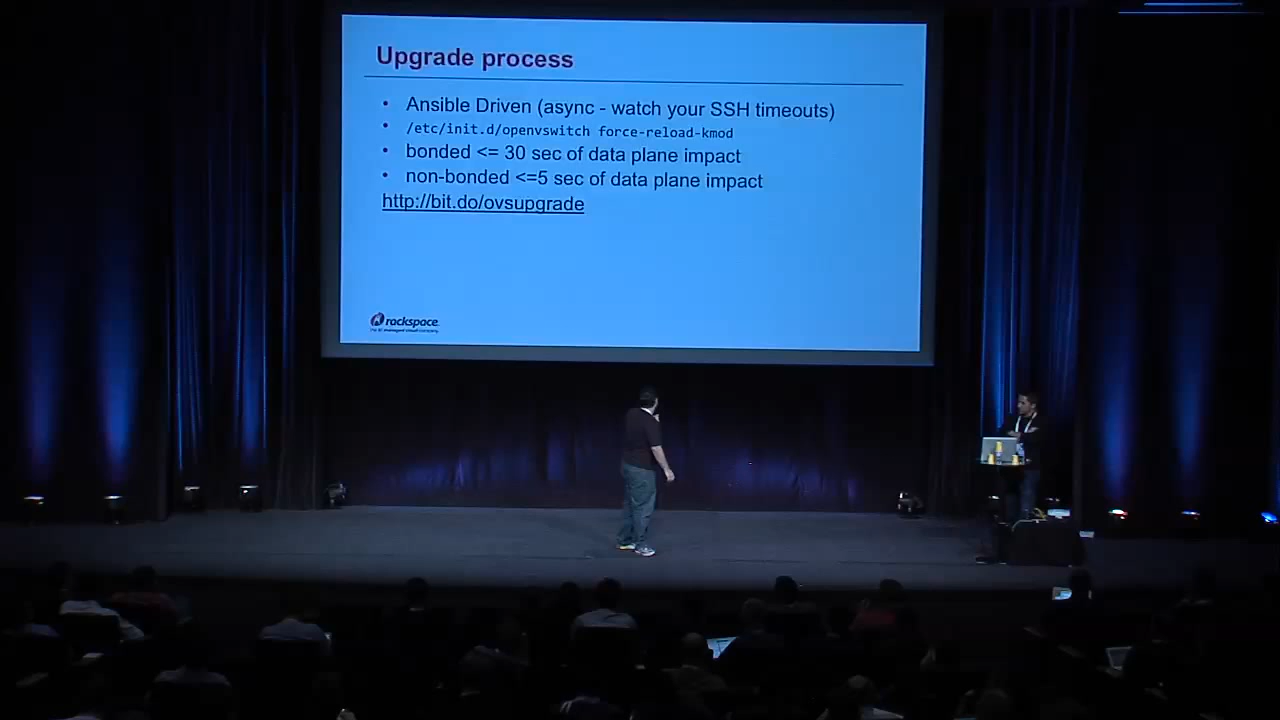 Upgrade process
• Ansible Driven (async - watch your SSH timeouts)
• /etc/init.d/openvswitch force-reload-kmod
• bonded <= 30 sec of data plane impact
• non-bonded <=5 sec of data plane impact
http://bit.do/ovsupgrade
rackspace